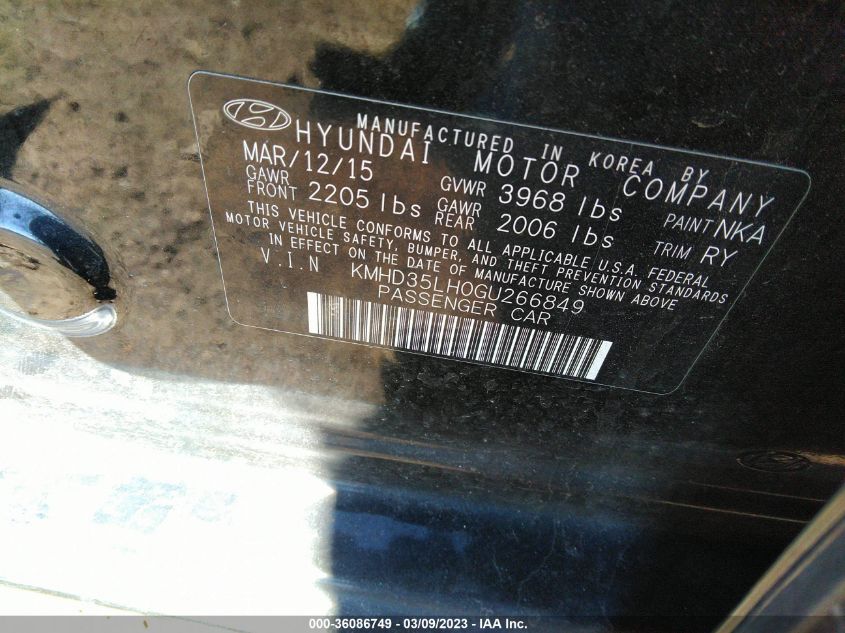 MANUFACTURED IN KOREA BY
HYUNDAI MOTOR COMPANY
MAR/12/15 GVWR 3968 lbs PAINT NKA
GAWR FRONT 2205 lbs GAWR REAR 2006 lbs TRIM RY
THIS VEHICLE CONFORMS TO ALL APPLICABLE U.S.A. FEDERAL
MOTOR VEHICLE SAFETY, BUMPER, AND THEFT PREVENTION STANDARDS
IN EFFECT ON THE DATE OF MANUFACTURE SHOWN ABOVE
V.I.N KMHD35LH0GU266849
PASSENGER CAR
000-36086749 - 03/09/2023 - IAA Inc.